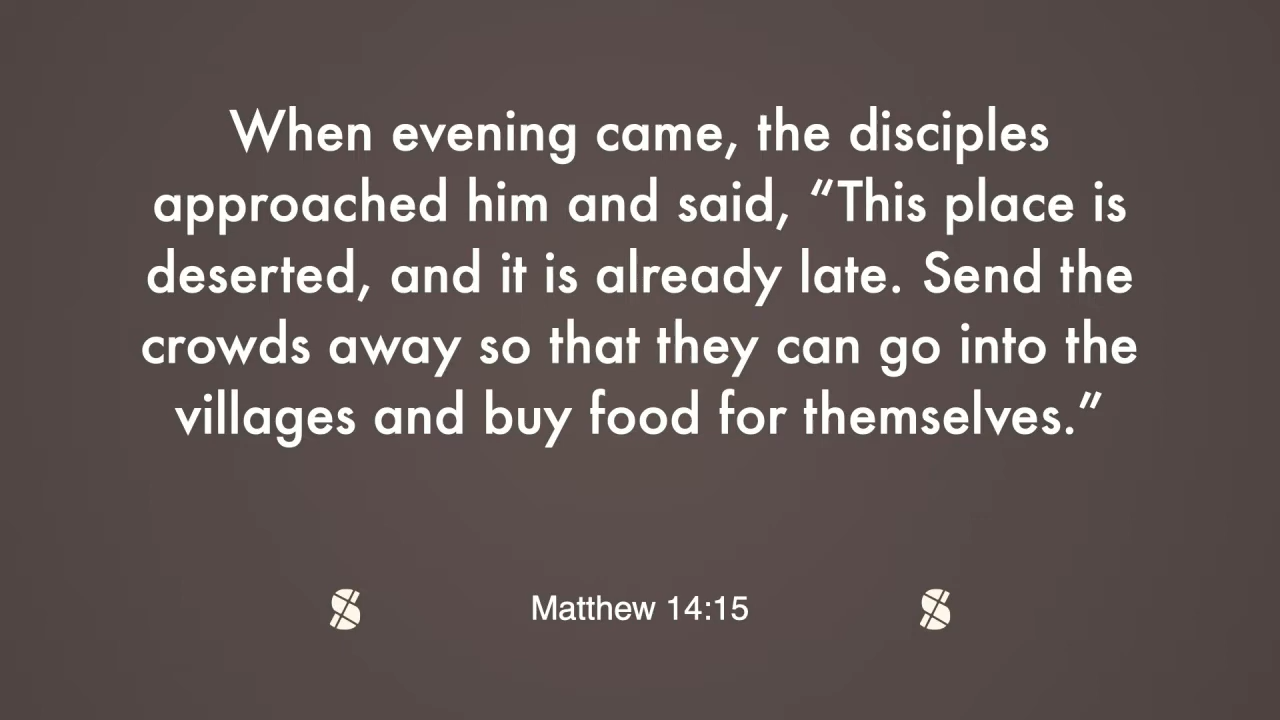 When evening came, the disciples
approached him and said, “This place is
deserted, and it is already late. Send the
crowds away so that they can go into the
villages and buy food for themselves.”
Matthew 14:15